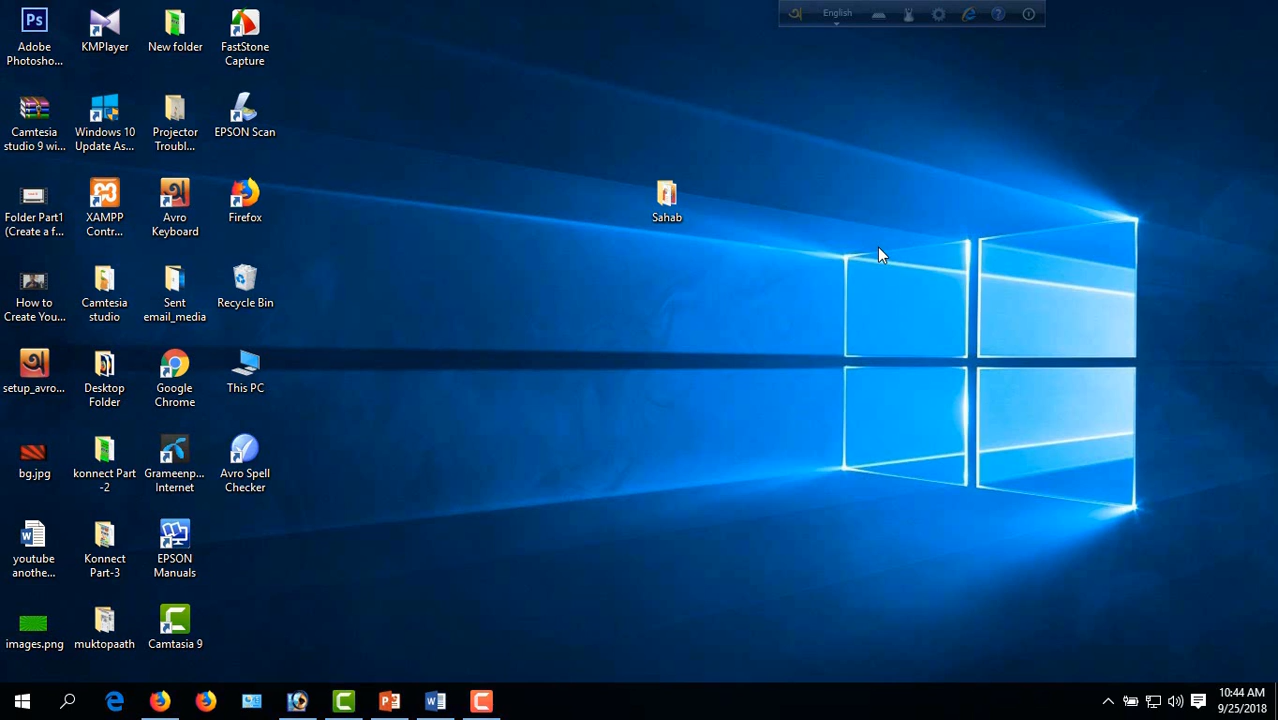 English
Ps
Adobe
Photosho...
KMPlayer
New folder
FastStone
Capture
Camtesia
studio 9 wi...
Windows 10
Update As...
Projector
Troubl...
EPSON Scan
Folder Part1
(Create a f...
XAMPP
Contr...
Avro
Keyboard
Firefox
Sahab
How to
Create You...
Camtesia
studio
Sent
email_media
Recycle Bin
setup_avro...
Desktop
Folder
Google
Chrome
This PC
bg.jpg
konnect Part
-2
Grameenp...
Internet
Avro Spell
Checker
youtube
anothe...
Konnect
Part-3
EPSON
Manuals
images.png
muktopaath
Camtasia 9
10:44 AM
9/25/2018